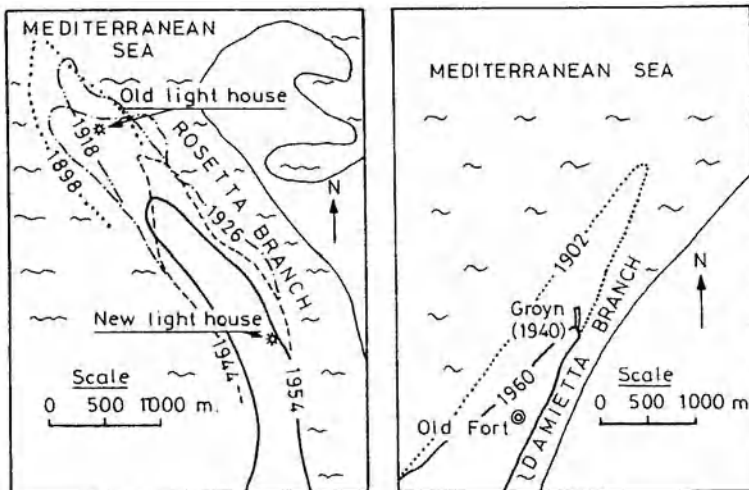 MEDITERRANEAN
SEA
Old light house
1918
1898
ROSETTA BRANCH
N
1926
New light house
1944
1954
Scale
0 500 1000 m.
MEDITERRANEAN SEA
1902
N
Groyn
(1940)
1960
DAMIETTA BRANCH
Old Fort
Scale
0 500 1000 m